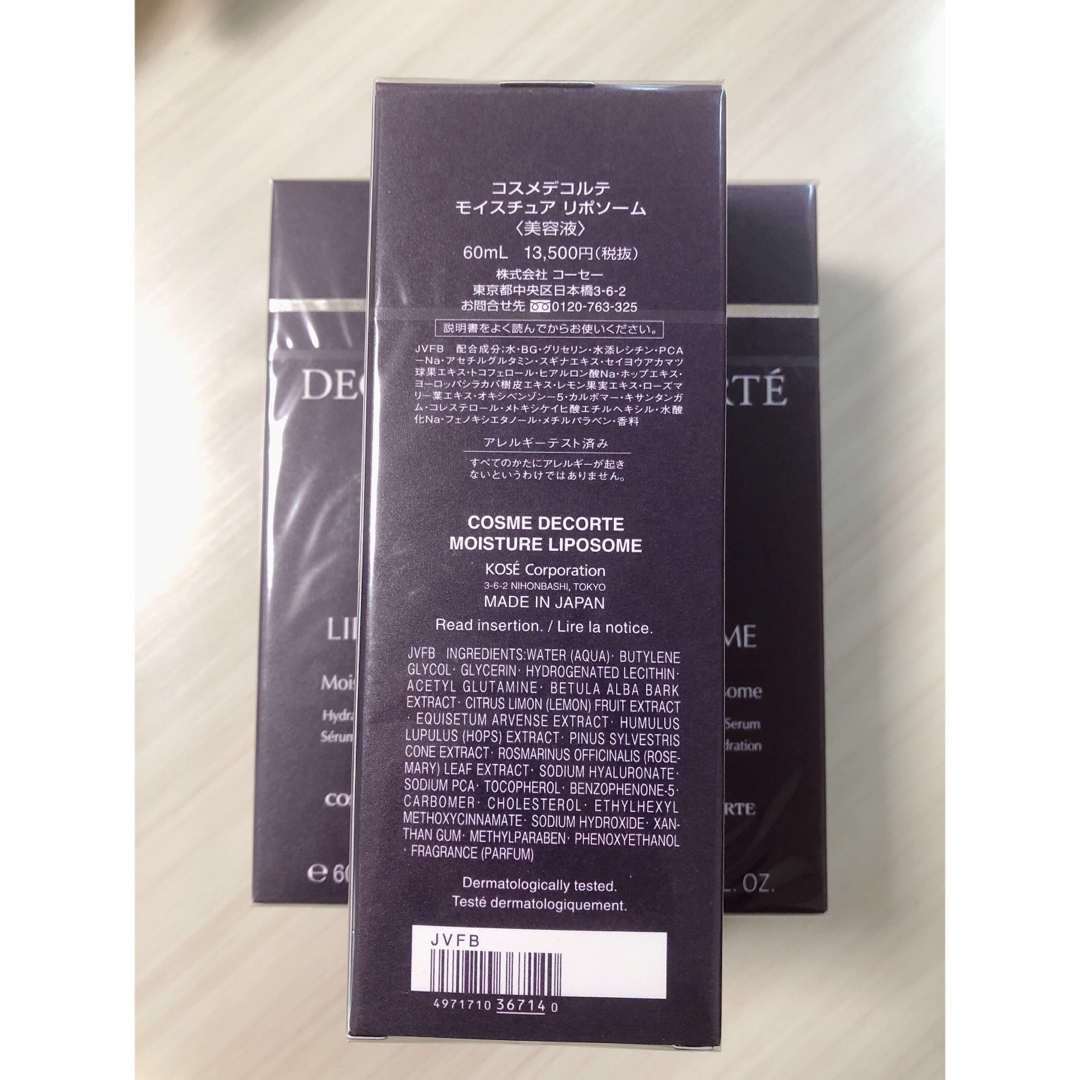 コスメデコルテ
モイスチュア リポソーム
〈美容液〉
60mL 13,500円(税抜)
株式会社 コーセー
東京都中央区日本橋3-6-2
お問合せ先 0120-763-325
説明書をよく読んでからお使いください。
JVFB 配合成分:水・BG・グリセリン・水添レシチン・PCA
ーNa・アセチルグルタミン・スギナエキス・セイヨウアカマツ
球果エキス・トコフェロール・ヒアルロン酸Na・ホップエキス・
ヨーロッパシラカバ樹皮エキス・レモン果実エキス・ローズマ
リー葉エキス・オキシベンゾンー5・カルボマー・キサンタンガ
ム・コレステロール・メトキシケイヒ酸エチルヘキシル・水酸
化Na・フェノキシエタノール・メチルパラベン・香料
アレルギーテスト済み
すべてのかたにアレルギーが起き
ないというわけではありません。
COSME DECORTE
MOISTURE LIPOSOME
KOSÉ Corporation
3-6-2 NIHONBASHI, TOKYO
MADE IN JAPAN
Read insertion. / Lire la notice.
JVFB INGREDIENTS:WATER (AQUA)· BUTYLENE
GLYCOL· GLYCERIN· HYDROGENATED LECITHIN·
ACETYL GLUTAMINE· BETULA ALBA BARK
EXTRACT· CITRUS LIMON (LEMON) FRUIT EXTRACT
· EQUISETUM ARVENSE EXTRACT· HUMULUS
LUPULUS (HOPS) EXTRACT· PINUS SYLVESTRIS
CONE EXTRACT· ROSMARINUS OFFICINALIS (ROSE-
MARY) LEAF EXTRACT· SODIUM HYALURONATE·
SODIUM PCA· TOCOPHEROL· BENZOPHENONE-5·
CARBOMER· CHOLESTEROL· ETHYLHEXYL
METHOXYCINNAMATE· SODIUM HYDROXIDE· XAN-
THAN GUM· METHYLPARABEN· PHENOXYETHANOL
· FRAGRANCE (PARFUM)
Dermatologically tested.
Testé dermatologiquement.
JVFB
4971710 36714 0
DEC
LI
Mois
Hydra
Sérum
COS
℮ 60
RTÉ
ME
some
Serum
dration
RTE
L. OZ.